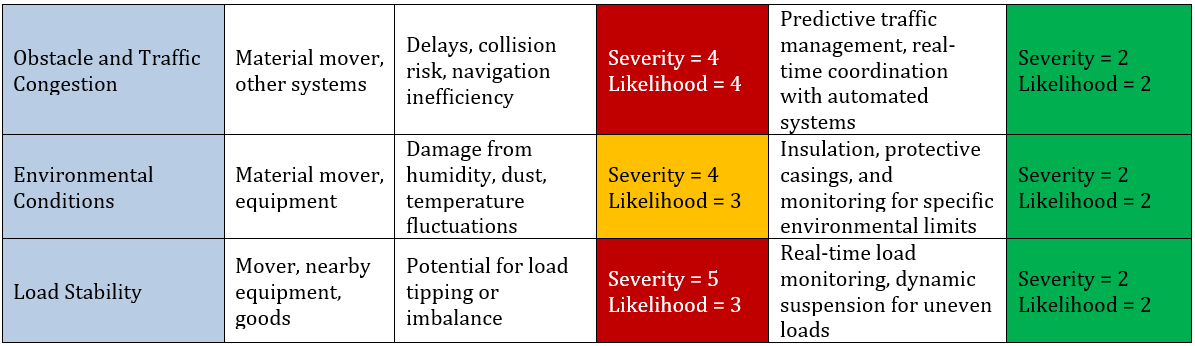 Obstacle and Traffic
Congestion
Material mover,
other systems
Delays, collision
risk, navigation
inefficiency
Severity = 4
Likelihood = 4
Predictive traffic
management, real-
time coordination
with automated
systems
Severity = 2
Likelihood = 2
Environmental
Conditions
Material mover,
equipment
Damage from
humidity, dust,
temperature
fluctuations
Severity = 4
Likelihood = 3
Insulation, protective
casings, and
monitoring for specific
environmental limits
Severity = 2
Likelihood = 2
Load Stability
Mover, nearby
equipment,
goods
Potential for load
tipping or
imbalance
Severity = 5
Likelihood = 3
Real-time load
monitoring, dynamic
suspension for uneven
loads
Severity = 2
Likelihood = 2